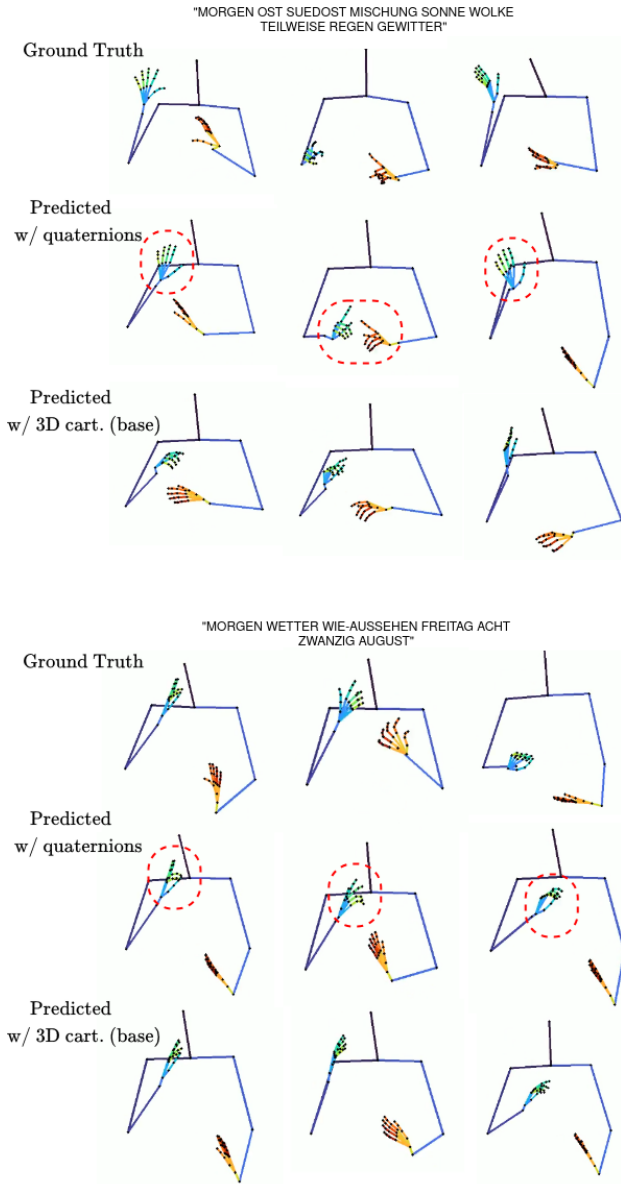 "MORGEN OST SUEDOST MISCHUNG SONNE WOLKE
TEILWEISE REGEN GEWITTER"
Ground Truth
Predicted
w/ quaternions
Predicted
w/ 3D cart. (base)
"MORGEN WETTER WIE-AUSSEHEN FREITAG ACHT
ZWANZIG AUGUST"
Ground Truth
Predicted
w/ quaternions
Predicted
w/ 3D cart. (base)